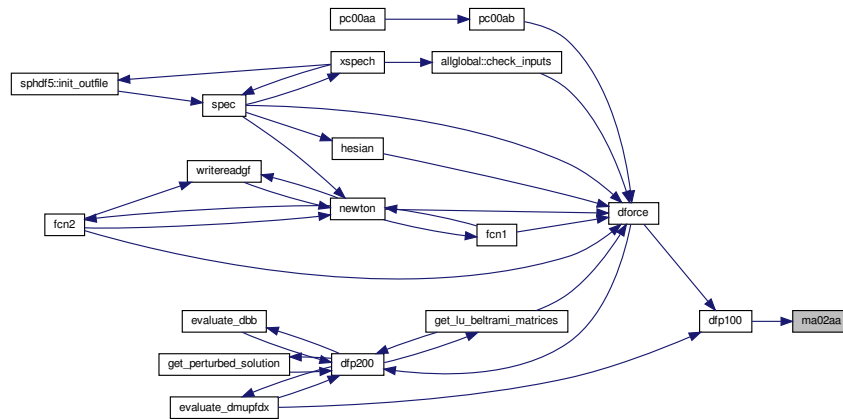 pc00aa
pc00ab
xspech
allglobal::check_inputs
sphdf5::init_outfile
spec
hesian
writereadgf
newton
dforce
fcn2
fcn1
evaluate_dbb
get_lu_beltrami_matrices
dfp100
ma02aa
get_perturbed_solution
dfp200
evaluate_dmupfdx